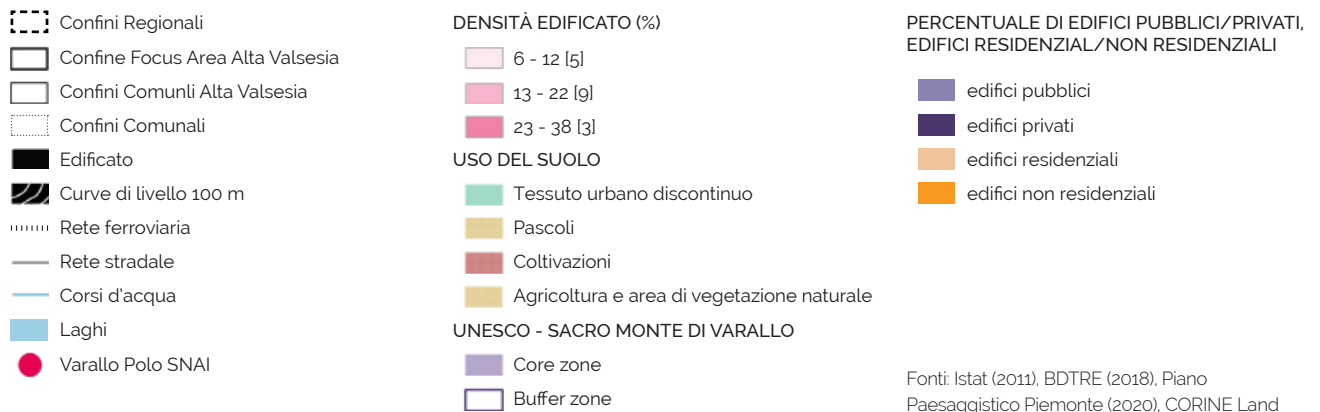 Confini Regionali
Confine Focus Area Alta Valsesia
Confini Comunli Alta Valsesia
Confini Comunali
Edificato
Curve di livello 100 m
Rete ferroviaria
Rete stradale
Corsi d'acqua
Laghi
Varallo Polo SNAI
DENSITÀ EDIFICATO (%)
6 - 12 [5]
13 - 22 [9]
23 - 38 [3]
USO DEL SUOLO
Tessuto urbano discontinuo
Pascoli
Coltivazioni
Agricoltura e area di vegetazione naturale
UNESCO - SACRO MONTE DI VARALLO
Core zone
Buffer zone
PERCENTUALE DI EDIFICI PUBBLICI/PRIVATI,
EDIFICI RESIDENZIAL/NON RESIDENZIALI
edifici pubblici
edifici privati
edifici residenziali
edifici non residenziali
Fonti: Istat (2011), BDTRE (2018), Piano
Paesaggistico Piemonte (2020), CORINE Land